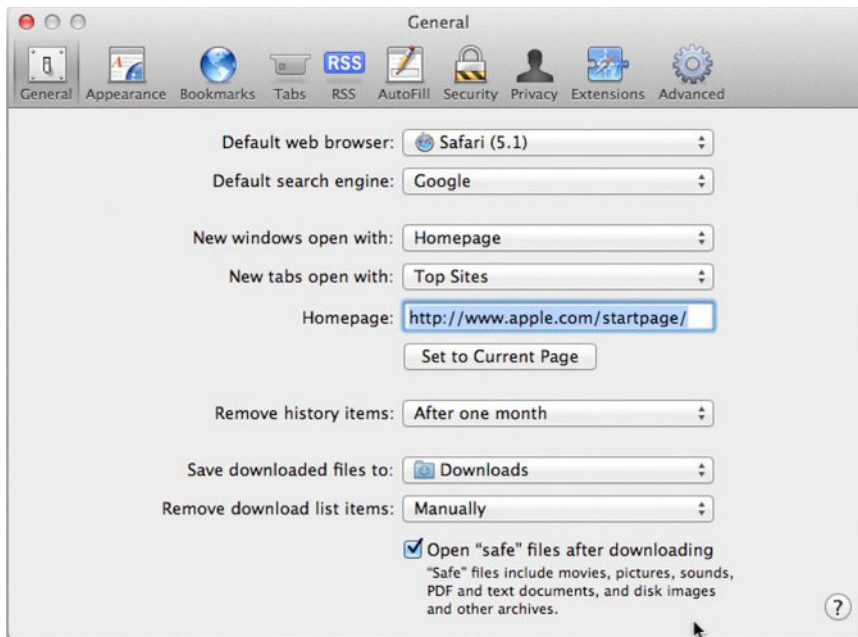 General
General Appearance Bookmarks Tabs RSS AutoFill Security Privacy Extensions Advanced
RSS
Default web browser: Safari (5.1)
Default search engine: Google
New windows open with: Homepage
New tabs open with: Top Sites
Homepage: http://www.apple.com/startpage/
Set to Current Page
Remove history items: After one month
Save downloaded files to: Downloads
Remove download list items: Manually
Open “safe” files after downloading
“Safe” files include movies, pictures, sounds,
PDF and text documents, and disk images
and other archives.
?